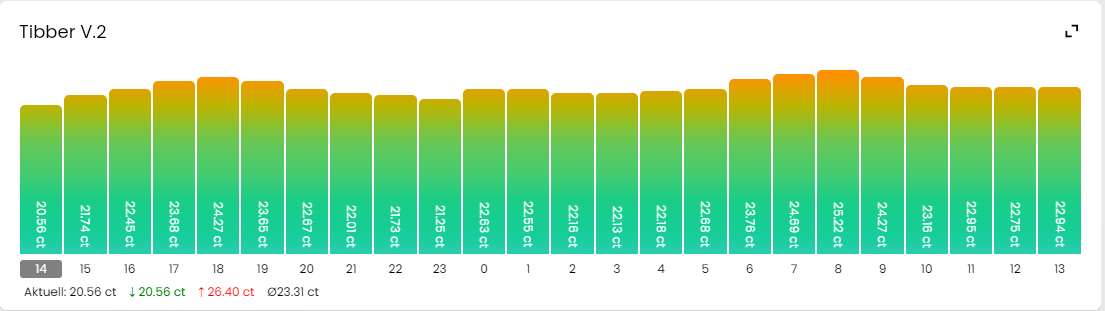 Tibber V.2
20.56 ct 21.74 ct 22.45 ct 23.68 ct 24.27 ct 23.65 ct 22.67 ct 22.01 ct 21.73 ct 21.25 ct 22.63 ct 22.55 ct 22.16 ct 22.13 ct 22.18 ct 22.68 ct 23.76 ct 24.69 ct 25.22 ct 24.27 ct 23.16 ct 22.95 ct 22.75 ct 22.94 ct
14 15 16 17 18 19 20 21 22 23 0 1 2 3 4 5 6 7 8 9 10 11 12 13
Aktuell: 20.56 ct ↓ 20.56 ct ↑ 26.40 ct Ø23.31 ct